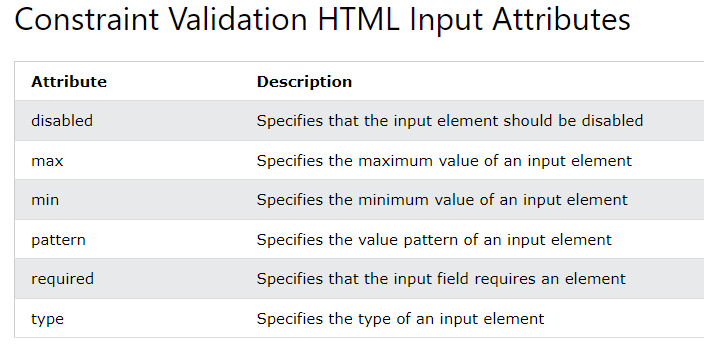 Constraint Validation HTML Input Attributes
Attribute Description
disabled Specifies that the input element should be disabled
max Specifies the maximum value of an input element
min Specifies the minimum value of an input element
pattern Specifies the value pattern of an input element
required Specifies that the input field requires an element
type Specifies the type of an input element